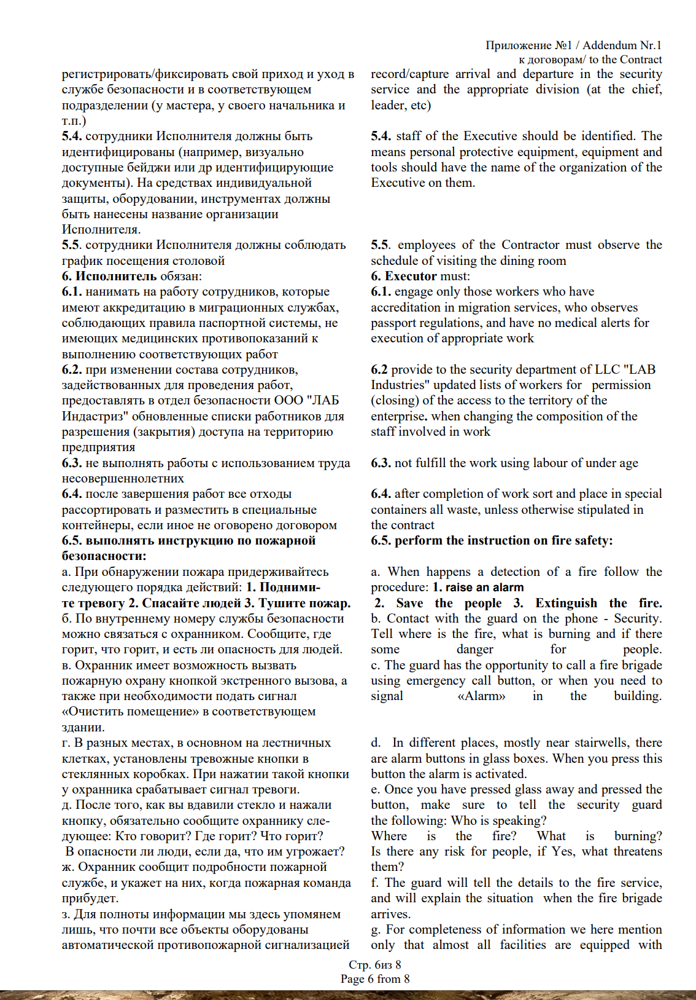 Приложение №1 / Addendum Nr.1
к договорам/ to the Contract
регистрировать/фиксировать свой приход и уход в
службе безопасности и в соответствующем
подразделении (у мастера, у своего начальника и
т.п.)
5.4. сотрудники Исполнителя должны быть
идентифицированы (например, визуально
доступные бейджи или др идентифицирующие
документы). На средствах индивидуальной
защиты, оборудовании, инструментах должны
быть нанесены название организации
Исполнителя.
5.5. сотрудники Исполнителя должны соблюдать
график посещения столовой
6. Исполнитель обязан:
6.1. нанимать на работу сотрудников, которые
имеют аккредитацию в миграционных службах,
соблюдающих правила паспортной системы, не
имеющих медицинских противопоказаний к
выполнению соответствующих работ
6.2. при изменении состава сотрудников,
задействованных для проведения работ,
предоставлять в отдел безопасности ООО "ЛАБ
Индастриз" обновленные списки работников для
разрешения (закрытия) доступа на территорию
предприятия
6.3. не выполнять работы с использованием труда
несовершеннолетних
6.4. после завершения работ все отходы
рассортировать и разместить в специальные
контейнеры, если иное не оговорено договором
6.5. выполнять инструкцию по пожарной
безопасности:
а. При обнаружении пожара придерживайтесь
следующего порядка действий: 1. Подними-
те тревогу 2. Спасайте людей 3. Тушите пожар.
б. По внутреннему номеру службы безопасности
можно связаться с охранником. Сообщите, где
горит, что горит, и есть ли опасность для людей.
в. Охранник имеет возможность вызвать
пожарную охрану кнопкой экстренного вызова, а
также при необходимости подать сигнал
«Очистить помещение» в соответствующем
здании.
г. В разных местах, в основном на лестничных
клетках, установлены тревожные кнопки в
стеклянных коробках. При нажатии такой кнопки
у охранника срабатывает сигнал тревоги.
д. После того, как вы вдавили стекло и нажали
кнопку, обязательно сообщите охраннику сле-
дующее: Кто говорит? Где горит? Что горит?
В опасности ли люди, если да, что им угрожает?
ж. Охранник сообщит подробности пожарной
службе, и укажет на них, когда пожарная команда
прибудет.
з. Для полноты информации мы здесь упомянем
лишь, что почти все объекты оборудованы
автоматической противопожарной сигнализацией
record/capture arrival and departure in the security
service and the appropriate division (at the chief,
leader, etc)
5.4. staff of the Executive should be identified. The
means personal protective equipment, equipment and
tools should have the name of the organization of the
Executive on them.
5.5. employees of the Contractor must observe the
schedule of visiting the dining room
6. Executor must:
6.1. engage only those workers who have
accreditation in migration services, who observes
passport regulations, and have no medical alerts for
execution of appropriate work
6.2 provide to the security department of LLC "LAB
Industries" updated lists of workers for permission
(closing) of the access to the territory of the
enterprise. when changing the composition of the
staff involved in work
6.3. not fulfill the work using labour of under age
6.4. after completion of work sort and place in special
containers all waste, unless otherwise stipulated in
the contract
6.5. perform the instruction on fire safety:
a. When happens a detection of a fire follow the
procedure: 1. raise an alarm
2. Save the people 3. Extinguish the fire.
b. Contact with the guard on the phone - Security.
Tell where is the fire, what is burning and if there
some danger for people.
c. The guard has the opportunity to call a fire brigade
using emergency call button, or when you need to
signal «Alarm» in the building.
d. In different places, mostly near stairwells, there
are alarm buttons in glass boxes. When you press this
button the alarm is activated.
e. Once you have pressed glass away and pressed the
button, make sure to tell the security guard
the following: Who is speaking?
Where is the fire? What is burning?
Is there any risk for people, if Yes, what threatens
them?
f. The guard will tell the details to the fire service,
and will explain the situation when the fire brigade
arrives.
g. For completeness of information we here mention
only that almost all facilities are equipped with
Стр. 6из 8
Page 6 from 8